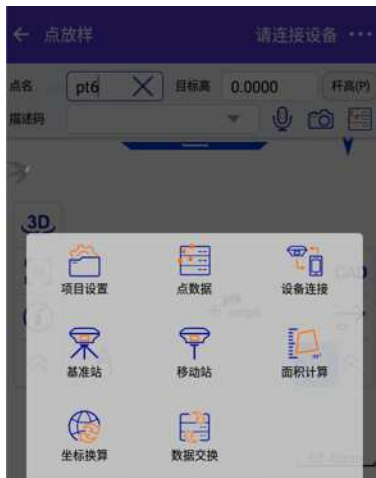 ← 点放样 请连接设备 ···
点名 pt6 目标高 0.0000 杆高(P)
描述码
3D
CAD
项目设置 点数据 设备连接
基准站 移动站 面积计算
坐标换算 数据交换